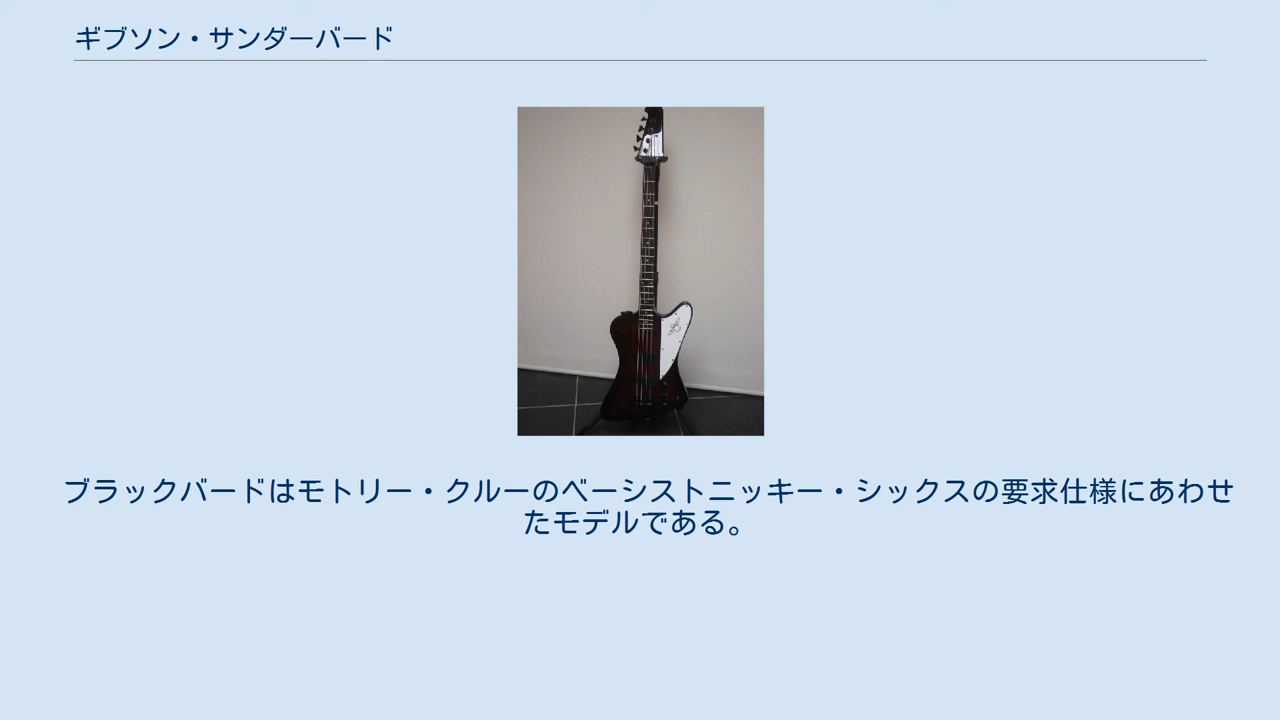 ギブソン・サンダーバード
ブラックバードはモトリー・クルーのベーシストニッキー・シックスの要求仕様にあわせ
たモデルである。